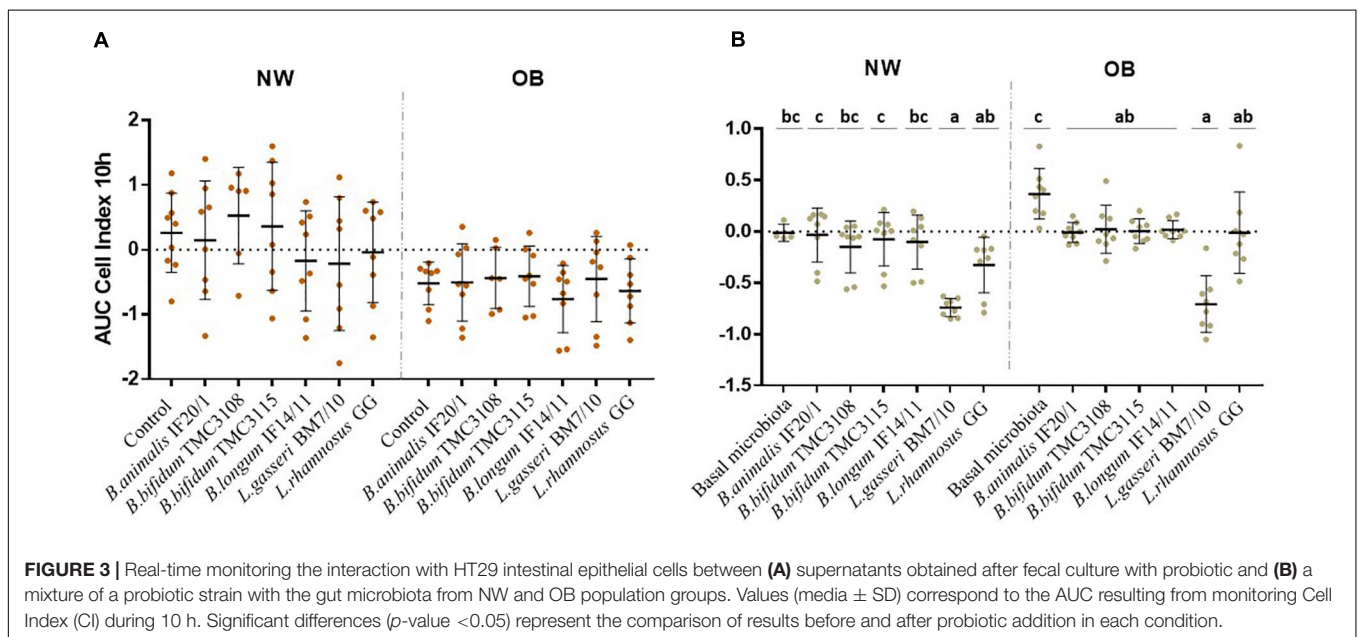 A
NW
OB
AUC Cell Index 10h
2
1
0
-1
-2
Control
B.animalis IF20/1
B.bifidum TMC3108
B.bifidum TMC3115
B.longum IF14/11
L.gasseri BM7/10
L.rhamnosus GG
Control
B.animalis IF20/1
B.bifidum TMC3108
B.bifidum TMC3115
B.longum IF14/11
L.gasseri BM7/10
L.rhamnosus GG
B
NW
OB
bc c bc c bc a ab c ab a ab
1.0
0.5
0.0
-0.5
-1.0
-1.5
Basal microbiota
B.animalis IF20/1
B.bifidum TMC3108
B.bifidum TMC3115
B.longum IF14/11
L.gasseri BM7/10
L.rhamnosus GG
Basal microbiota
B.animalis IF20/1
B.bifidum TMC3108
B.bifidum TMC3115
B.longum IF14/11
L.gasseri BM7/10
L.rhamnosus GG
FIGURE 3 | Real-time monitoring the interaction with HT29 intestinal epithelial cells between (A) supernatants obtained after fecal culture with probiotic and (B) a
mixture of a probiotic strain with the gut microbiota from NW and OB population groups. Values (media ± SD) correspond to the AUC resulting from monitoring Cell
Index (CI) during 10 h. Significant differences (p-value <0.05) represent the comparison of results before and after probiotic addition in each condition.